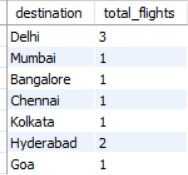 destination total_flights
Delhi 3
Mumbai 1
Bangalore 1
Chennai 1
Kolkata 1
Hyderabad 2
Goa 1